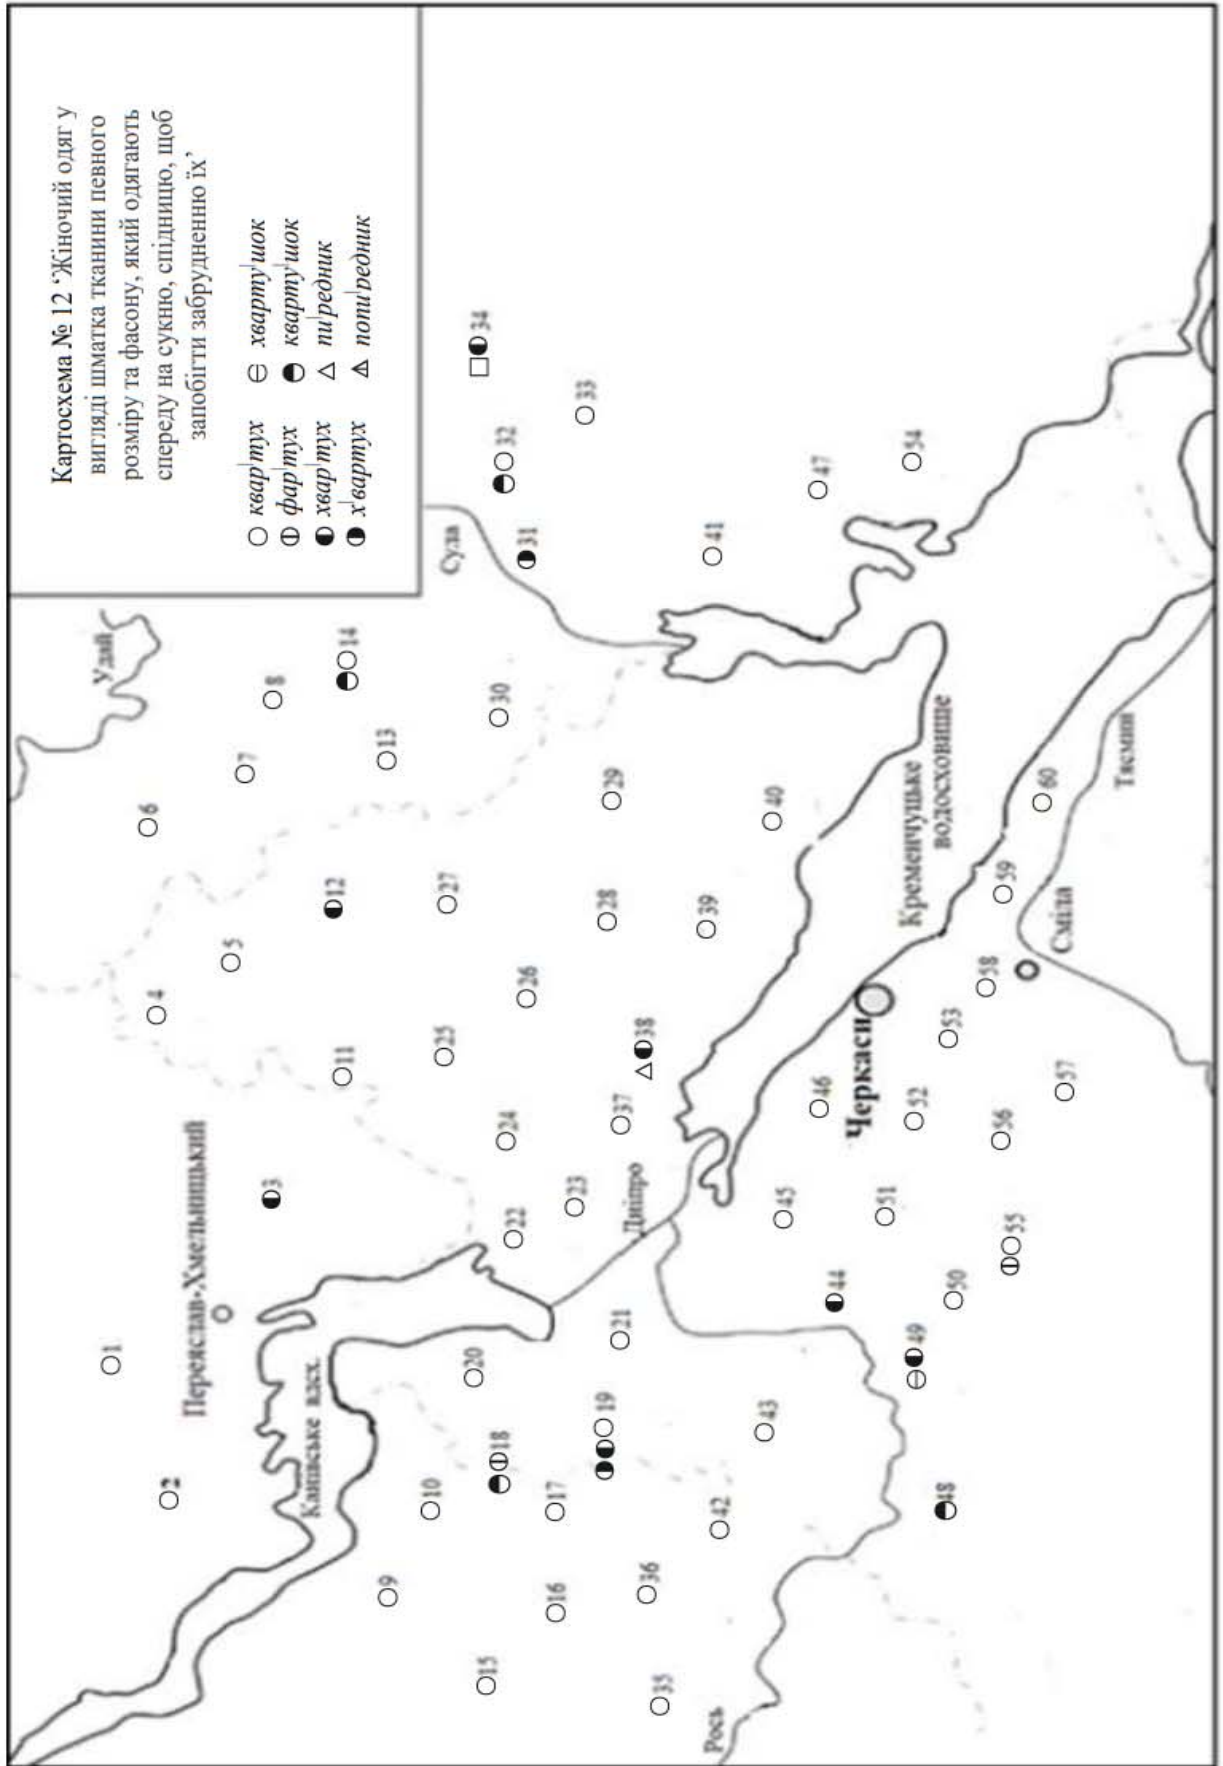 Картосхема № 12 ‘Жіночий одяг у
вигляді шматка тканини певного
розміру та фасону, який одягають
спереду на сукню, спідницю, щоб
запобігти забрудненню їх’
кварˈтух
фарˈтух
хварˈтух
хˈвартух
хвартуˈшок
квартуˈшок
пиˈредник
попиˈредник
Удай
Сула
Переяслав-Хмельницький
Канівське вдсх.
Дніпро
Кременчуцьке
водосховище
Черкаси
Сміла
Тясмин
Рось
1
2
3
4
5
6
7
8
9
10
11
12
13
14
15
16
17
18
19
20
21
22
23
24
25
26
27
28
29
30
31
32
33
34
35
36
37
38
39
40
41
42
43
44
45
46
47
48
49
50
51
52
53
54
55
56
57
58
59
60